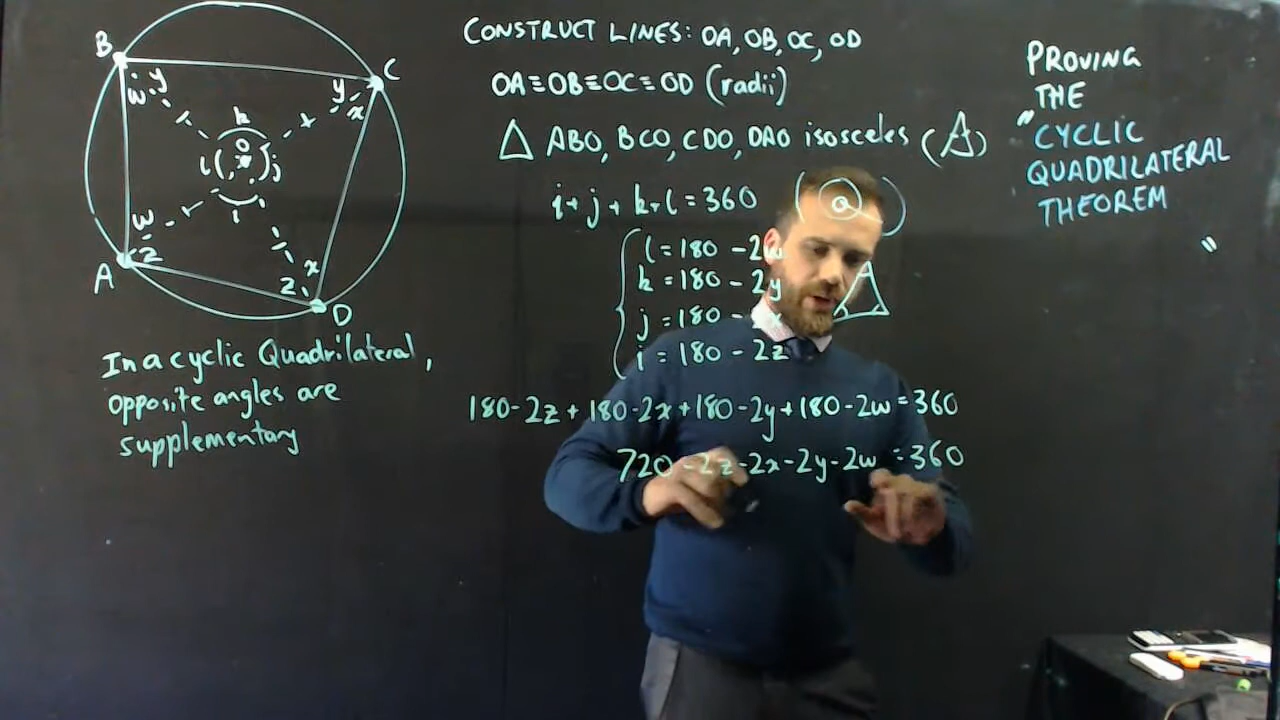 CONSTRUCT LINES: OA, OB, OC, OD
OA≡OB≡OC≡OD (radii)
△ ABO, BCO, CDO, DAO isosceles
i + j + k + l = 360
l = 180 - 2w
k = 180 - 2y
j = 180 -
i = 180 - 2z
180-2z + 180-2x + 180-2y + 180-2w = 360
720 - 2z - 2x - 2y - 2w = 360
PROVING
THE
"CYCLIC
QUADRILATERAL
THEOREM
"
B
y
w
C
y
x
k
O
l
j
i
A
w
z
D
x
z
In a cyclic Quadrilateral,
opposite angles are
supplementary